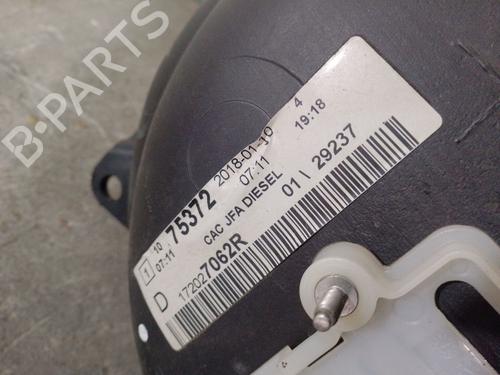 B-PARTS
1 10 75372 2018-01-10 4
07:11 07:11 19:18
CAC JFA DIESEL 01\29237
D 172027062R